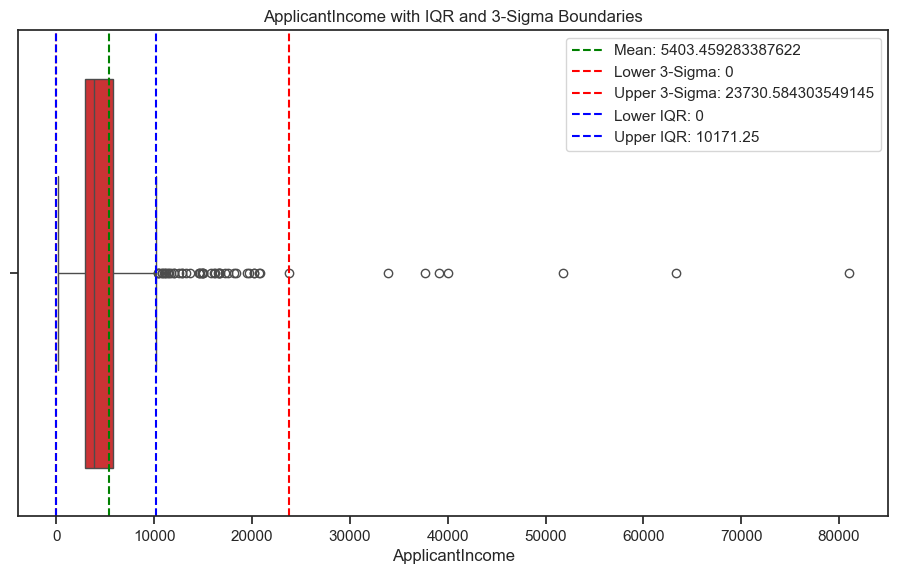 ApplicantIncome with IQR and 3-Sigma Boundaries
Mean: 5403.459283387622
Lower 3-Sigma: 0
Upper 3-Sigma: 23730.584303549145
Lower IQR: 0
Upper IQR: 10171.25
0 10000 20000 30000 40000 50000 60000 70000 80000
ApplicantIncome